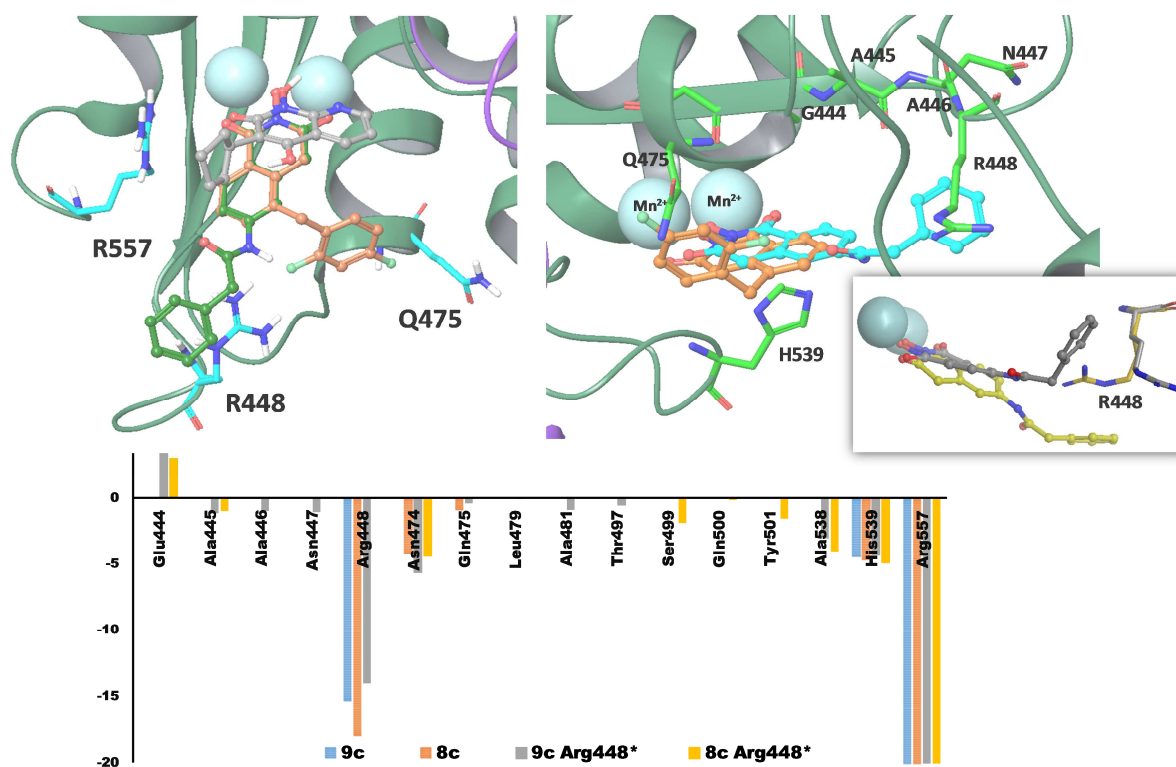 R557
Q475
R448
A445
N447
G444
A446
Q475
R448
Mn²⁺
Mn²⁺
H539
R448
0
-5
-10
-15
-20
Glu444
Ala445
Ala446
Asn447
Arg448
Asn474
Gln475
Leu479
Ala481
Thr497
Ser499
Gln500
Tyr501
Ala538
His539
Arg557
9c
8c
9c Arg448*
8c Arg448*